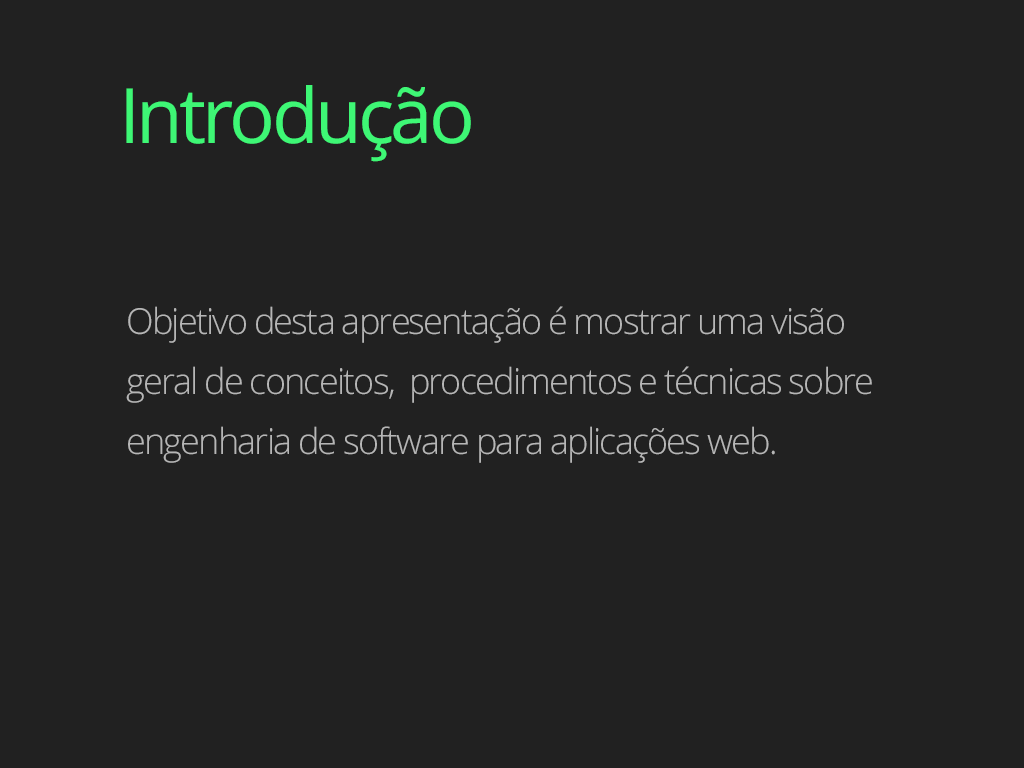 Introdução
Objetivo desta apresentação é mostrar uma visão
geral de conceitos,  procedimentos e técnicas sobre
engenharia de software para aplicações web.